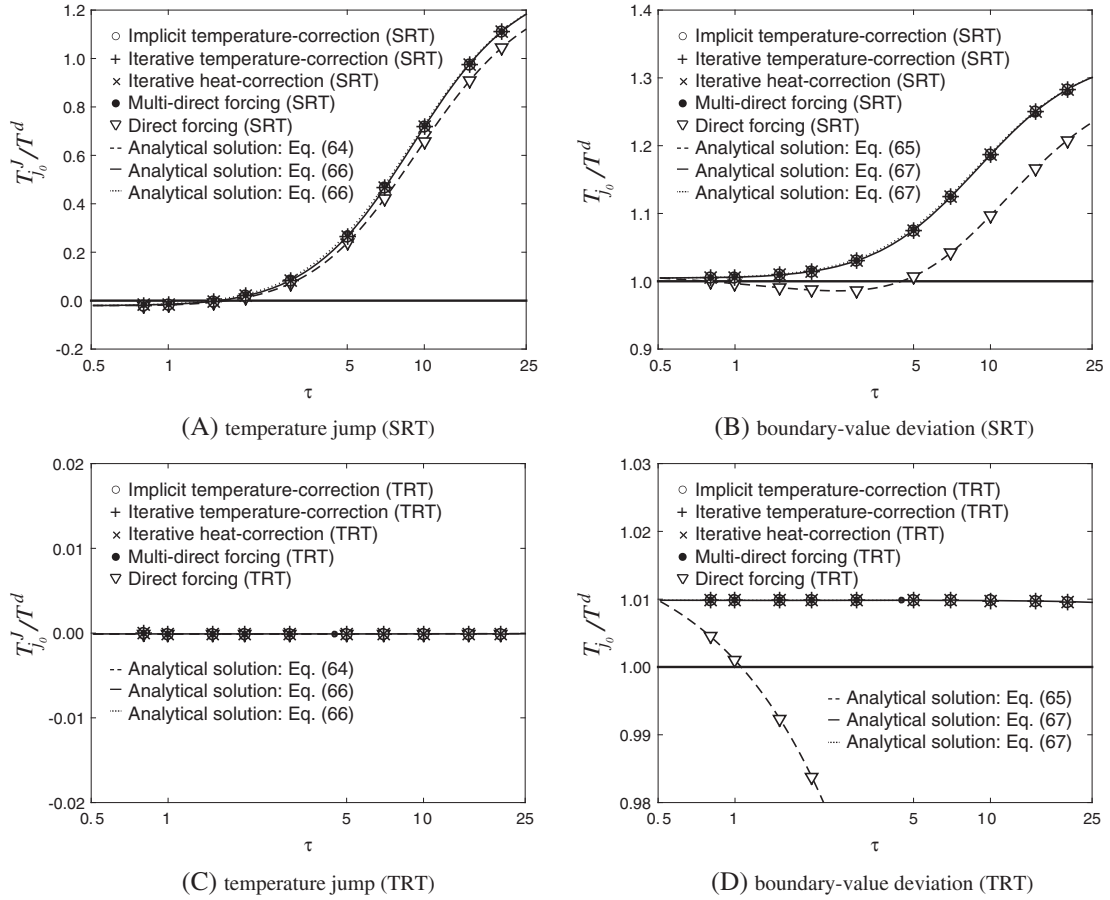 1.2
1.0
0.8
0.6
0.4
0.2
0.0
-0.2
T_{j_0}^J/T^d
Implicit temperature-correction (SRT)
Iterative temperature-correction (SRT)
Iterative heat-correction (SRT)
Multi-direct forcing (SRT)
Direct forcing (SRT)
Analytical solution: Eq. (64)
Analytical solution: Eq. (66)
Analytical solution: Eq. (66)
0.5 1 5 10 25
τ
(A) temperature jump (SRT)
1.4
1.3
1.2
1.1
1.0
0.9
T_{j_0}/T^d
Implicit temperature-correction (SRT)
Iterative temperature-correction (SRT)
Iterative heat-correction (SRT)
Multi-direct forcing (SRT)
Direct forcing (SRT)
Analytical solution: Eq. (65)
Analytical solution: Eq. (67)
Analytical solution: Eq. (67)
0.5 1 5 10 25
τ
(B) boundary-value deviation (SRT)
0.02
0.01
0.00
-0.01
-0.02
T_{j_0}^J/T^d
Implicit temperature-correction (TRT)
Iterative temperature-correction (TRT)
Iterative heat-correction (TRT)
Multi-direct forcing (TRT)
Direct forcing (TRT)
Analytical solution: Eq. (64)
Analytical solution: Eq. (66)
Analytical solution: Eq. (66)
0.5 1 5 10 25
τ
(C) temperature jump (TRT)
1.03
1.02
1.01
1.00
0.99
0.98
T_{j_0}/T^d
Implicit temperature-correction (TRT)
Iterative temperature-correction (TRT)
Iterative heat-correction (TRT)
Multi-direct forcing (TRT)
Direct forcing (TRT)
Analytical solution: Eq. (65)
Analytical solution: Eq. (67)
Analytical solution: Eq. (67)
0.5 1 5 10 25
τ
(D) boundary-value deviation (TRT)